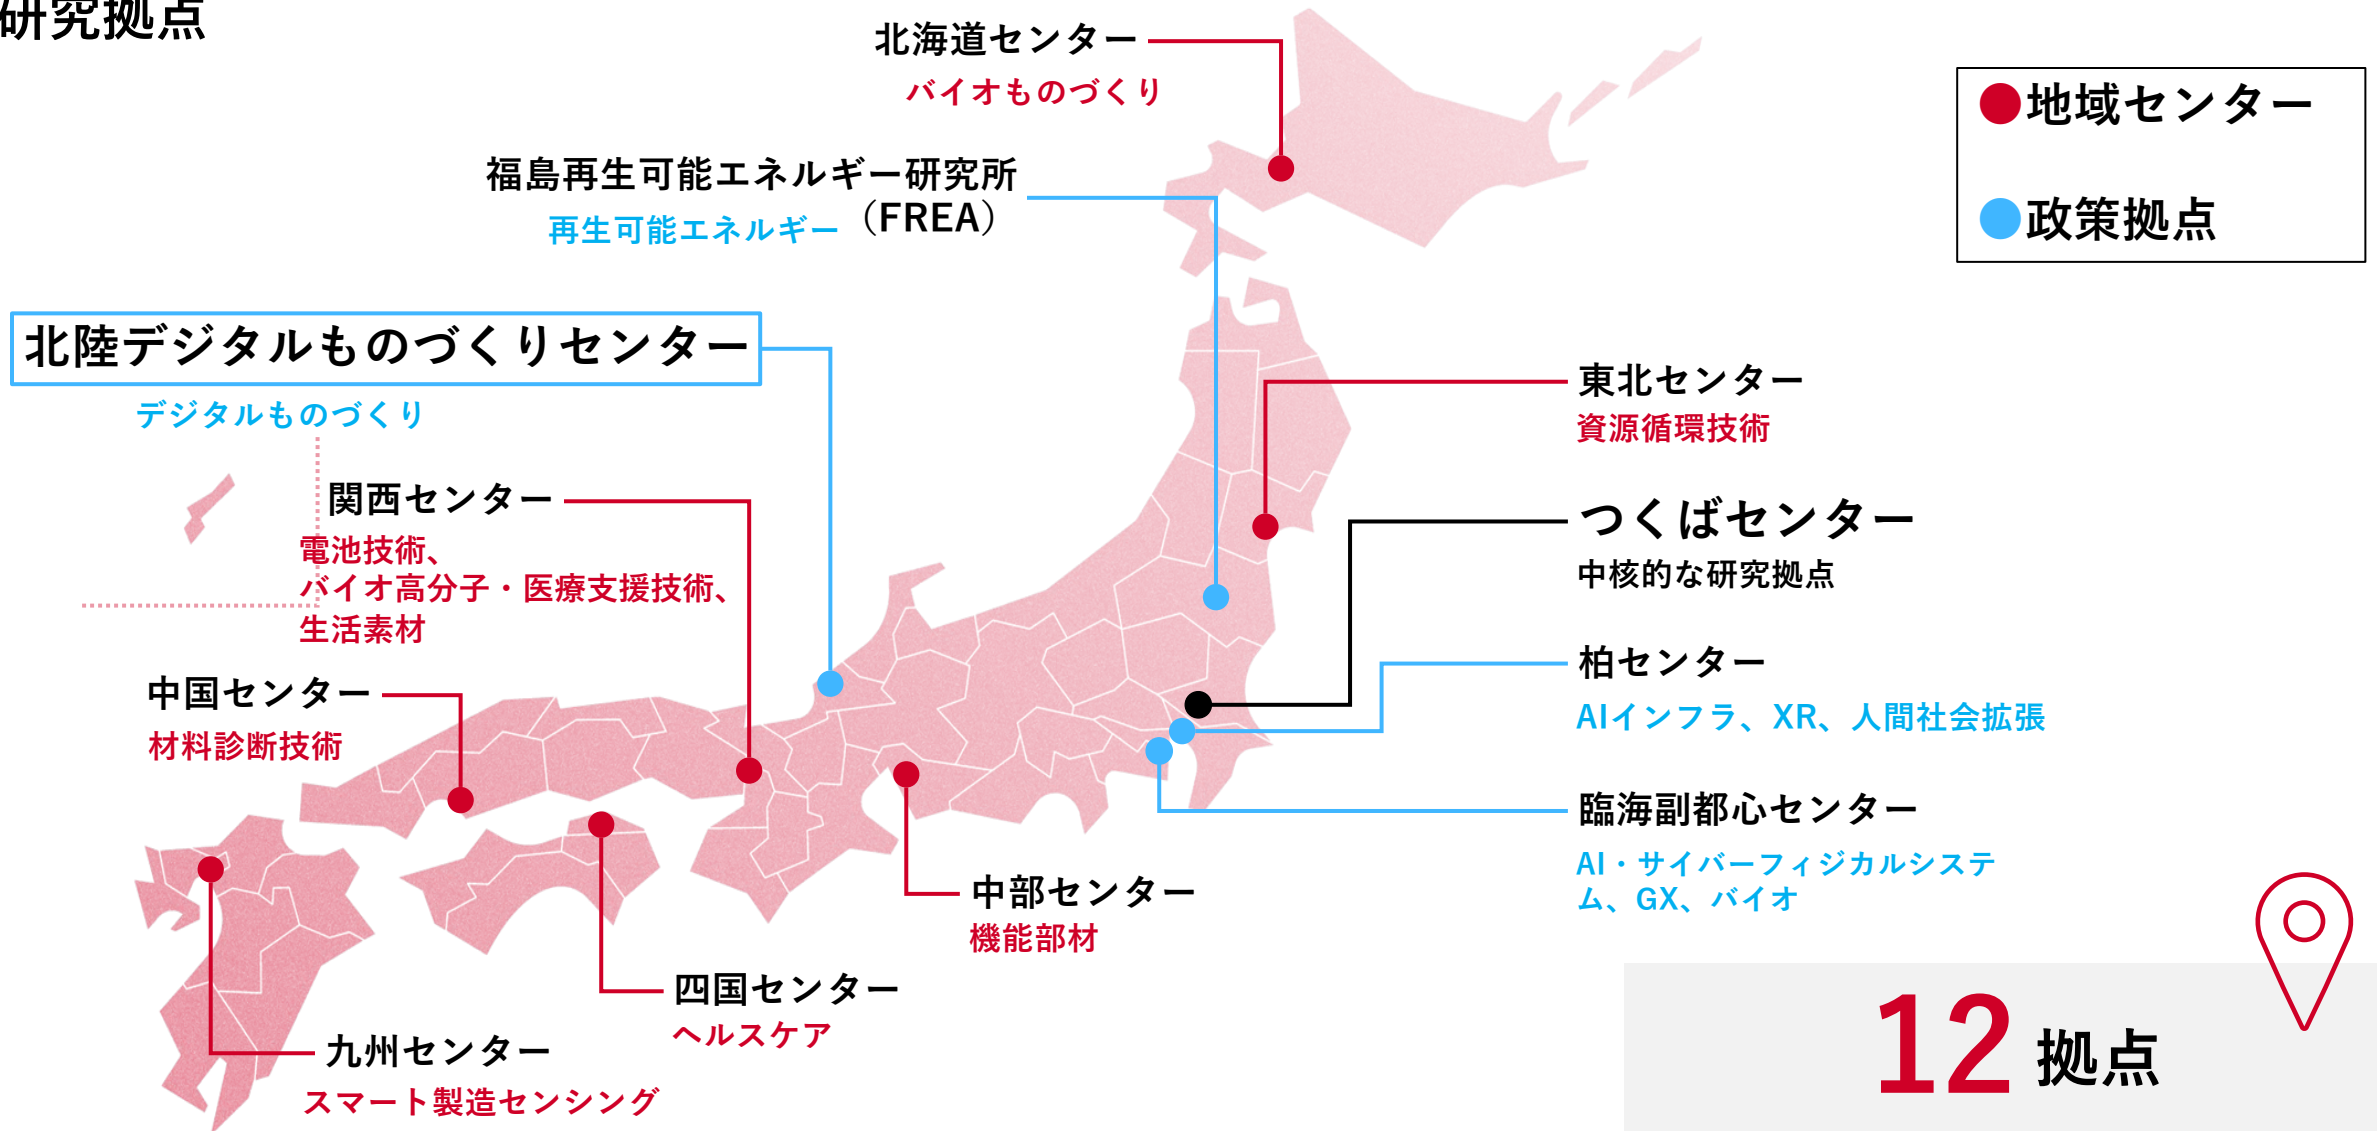 研究拠点
北海道センター
バイオものづくり
福島再生可能エネルギー研究所
（FREA）
再生可能エネルギー
地域センター
政策拠点
北陸デジタルものづくりセンター
デジタルものづくり
関西センター
電池技術、
バイオ高分子・医療支援技術、
生活素材
中国センター
材料診断技術
東北センター
資源循環技術
つくばセンター
中核的な研究拠点
柏センター
AIインフラ、XR、人間社会拡張
臨海副都心センター
AI・サイバーフィジカルシステ
ム、GX、バイオ
中部センター
機能部材
四国センター
ヘルスケア
九州センター
スマート製造センシング
12 拠点